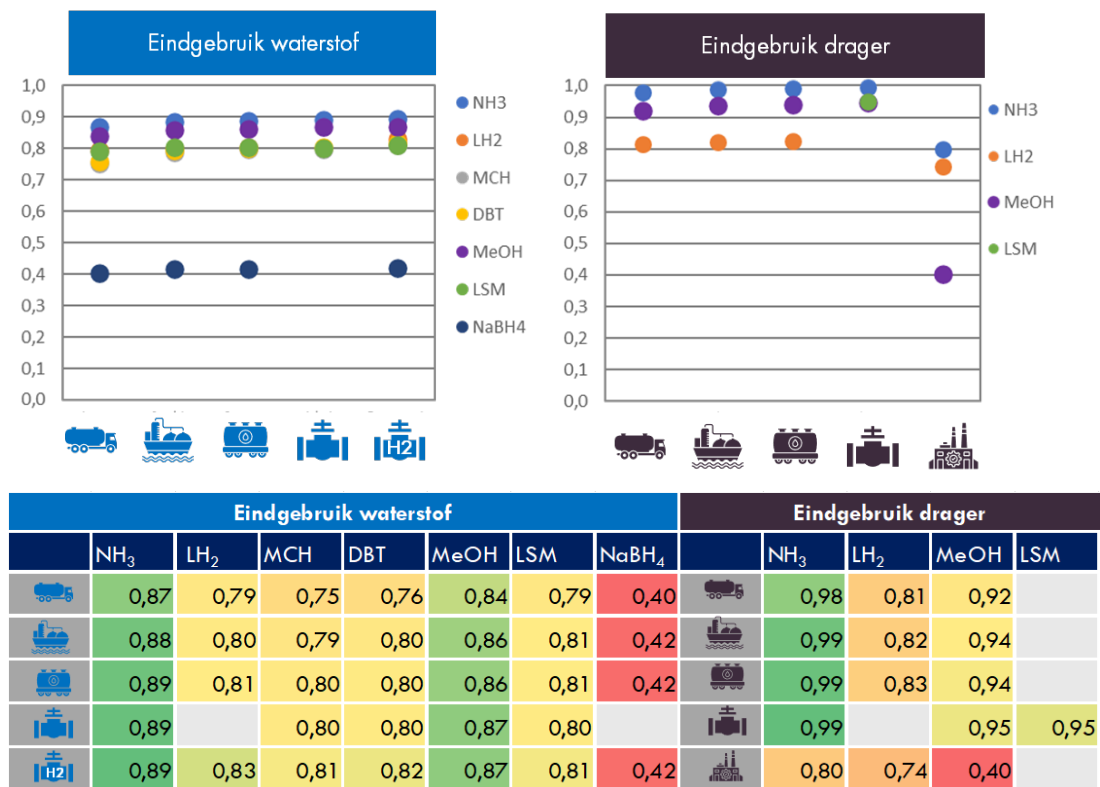 Eindgebruik waterstof
1,0
0,9
0,8
0,7
0,6
0,5
0,4
0,3
0,2
0,1
0,0
NH3
LH2
MCH
DBT
MeOH
LSM
NaBH4
H2
Eindgebruik drager
1,0
0,9
0,8
0,7
0,6
0,5
0,4
0,3
0,2
0,1
0,0
NH3
LH2
MeOH
LSM
Eindgebruik waterstof Eindgebruik drager
NH₃ LH₂ MCH DBT MeOH LSM NaBH₄ NH₃ LH₂ MeOH LSM
0,87 0,79 0,75 0,76 0,84 0,79 0,40 0,98 0,81 0,92
0,88 0,80 0,79 0,80 0,86 0,81 0,42 0,99 0,82 0,94
0,89 0,81 0,80 0,80 0,86 0,81 0,42 0,99 0,83 0,94
0,89 0,80 0,80 0,87 0,80 0,99 0,95 0,95
H2 0,89 0,83 0,81 0,82 0,87 0,81 0,42 0,80 0,74 0,40